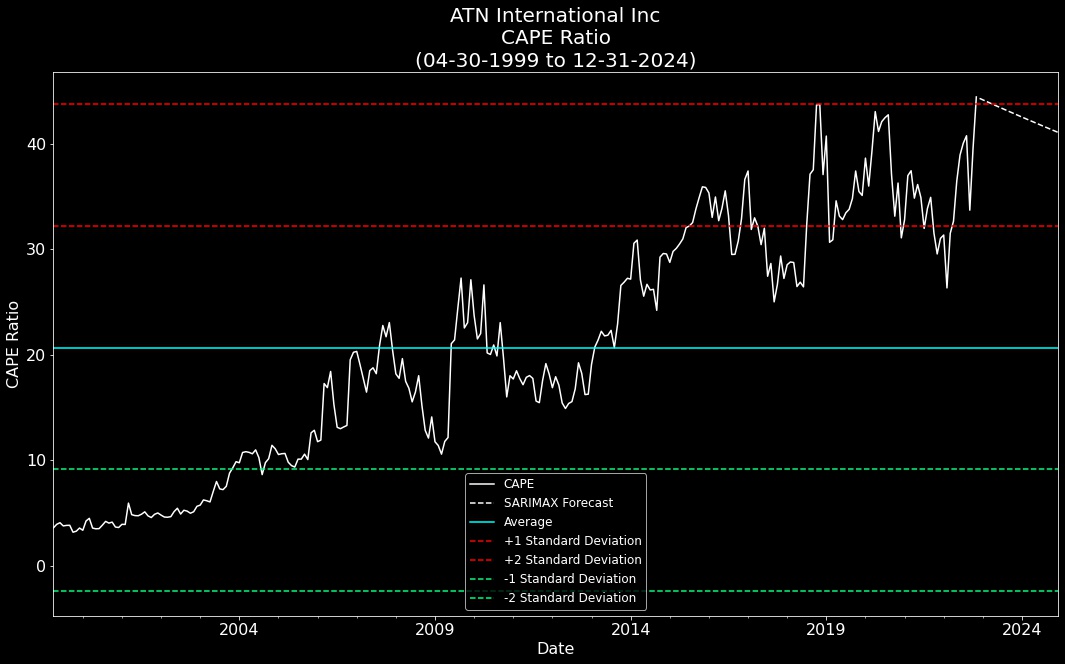 ATN International Inc
CAPE Ratio
(04-30-1999 to 12-31-2024)
CAPE Ratio
40
30
20
10
0
CAPE
SARIMAX Forecast
Average
+1 Standard Deviation
+2 Standard Deviation
-1 Standard Deviation
-2 Standard Deviation
2004
2009
2014
2019
2024
Date